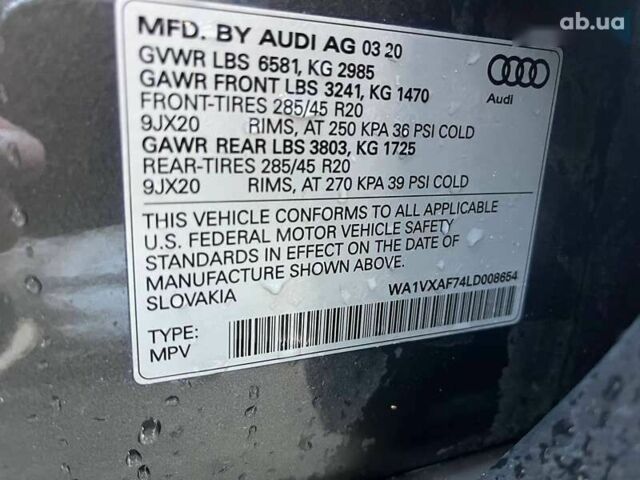 ab.ua
MFD. BY AUDI AG 03 20
GVWR LBS 6581, KG 2985
GAWR FRONT LBS 3241, KG 1470
FRONT-TIRES 285/45 R20
9JX20 RIMS, AT 250 KPA 36 PSI COLD
GAWR REAR LBS 3803, KG 1725
REAR-TIRES 285/45 R20
9JX20 RIMS, AT 270 KPA 39 PSI COLD
Audi
THIS VEHICLE CONFORMS TO ALL APPLICABLE
U.S. FEDERAL MOTOR VEHICLE SAFETY
STANDARDS IN EFFECT ON THE DATE OF
MANUFACTURE SHOWN ABOVE.
SLOVAKIA
WA1VXAF74LD008654
TYPE:
MPV